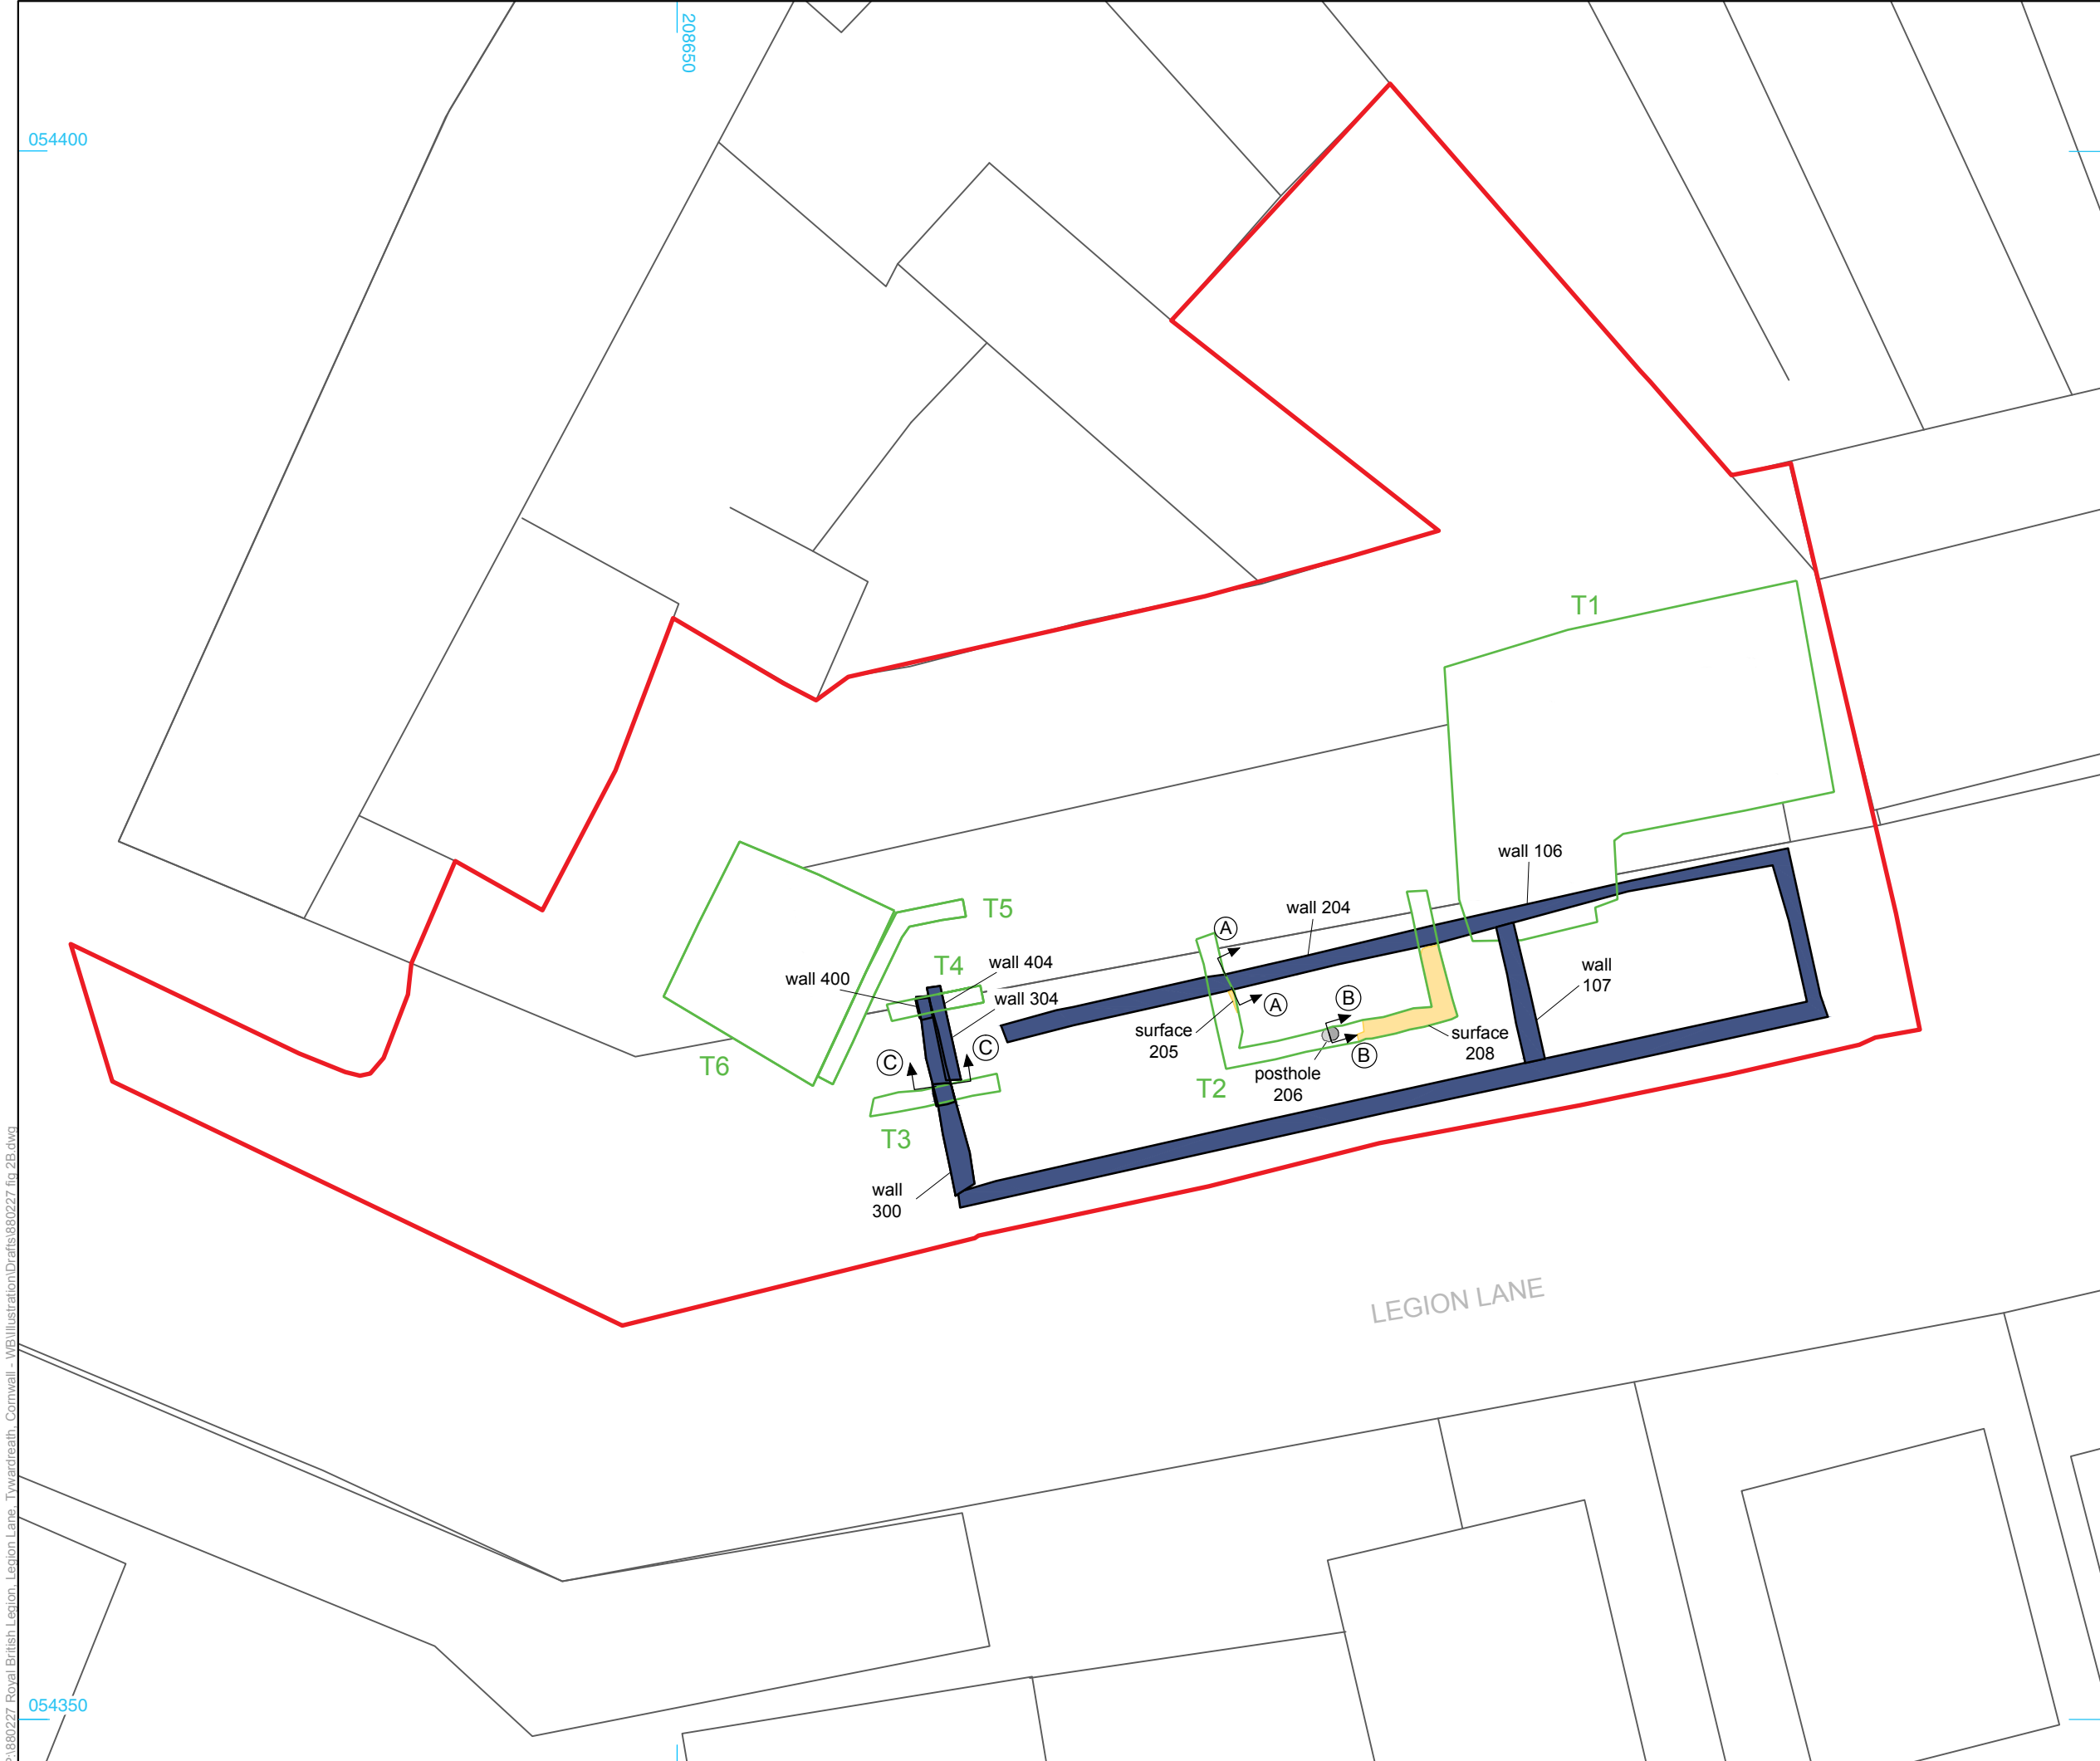 208650
054400
T1
wall 106
wall 204
A
T5
T4
wall 404
wall 400
wall 304
wall
107
A
B
surface
205
surface
208
C
C
B
T6
posthole
206
T2
T3
wall
300
LEGION LANE
054350
P:\880227 Royal British Legion, Legion Lane, Tywardreath, Cornwall - WB\Illustration\Drafts\880227 fig 2B.dwg